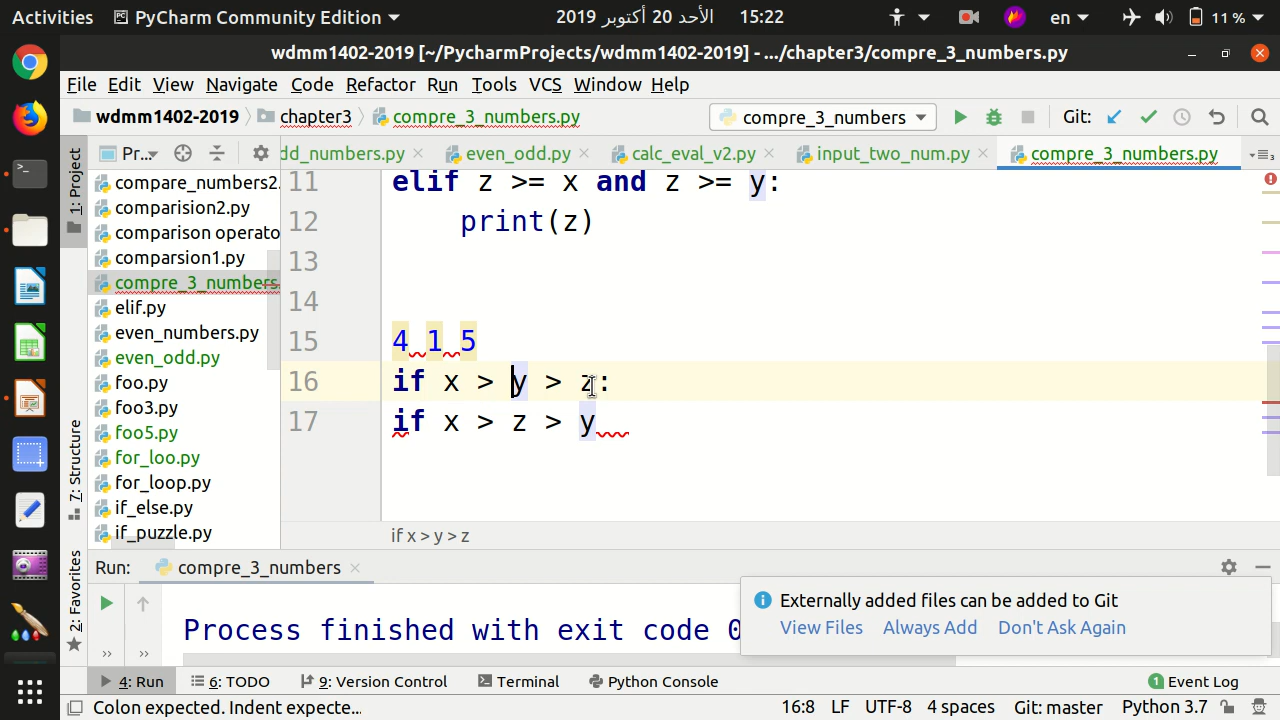 Activities PyCharm Community Edition الأحد 20 أكتوبر 2019 15:22 en 11 %
wdmm1402-2019 [~/PycharmProjects/wdmm1402-2019] - .../chapter3/compre_3_numbers.py
File Edit View Navigate Code Refactor Run Tools VCS Window Help
wdmm1402-2019 chapter3 compre_3_numbers.py compre_3_numbers Git:
1: Project Pr... dd_numbers.py even_odd.py calc_eval_v2.py input_two_num.py compre_3_numbers.py 3
compare_numbers2.
comparision2.py
comparison operato
comparsion1.py
compre_3_numbers.
elif.py
even_numbers.py
even_odd.py
foo.py
foo3.py
foo5.py
for_loo.py
for_loop.py
if_else.py
if_puzzle.py
7: Structure
2: Favorites
11 elif z >= x and z >= y:
12 print(z)
13
14
15 4 1 5
16 if x > y > z:
17 if x > z > y
if x > y > z
Run: compre_3_numbers
Process finished with exit code 0
Externally added files can be added to Git
View Files Always Add Don't Ask Again
4: Run 6: TODO 9: Version Control Terminal Python Console 1 Event Log
Colon expected. Indent expecte... 16:8 LF UTF-8 4 spaces Git: master Python 3.7